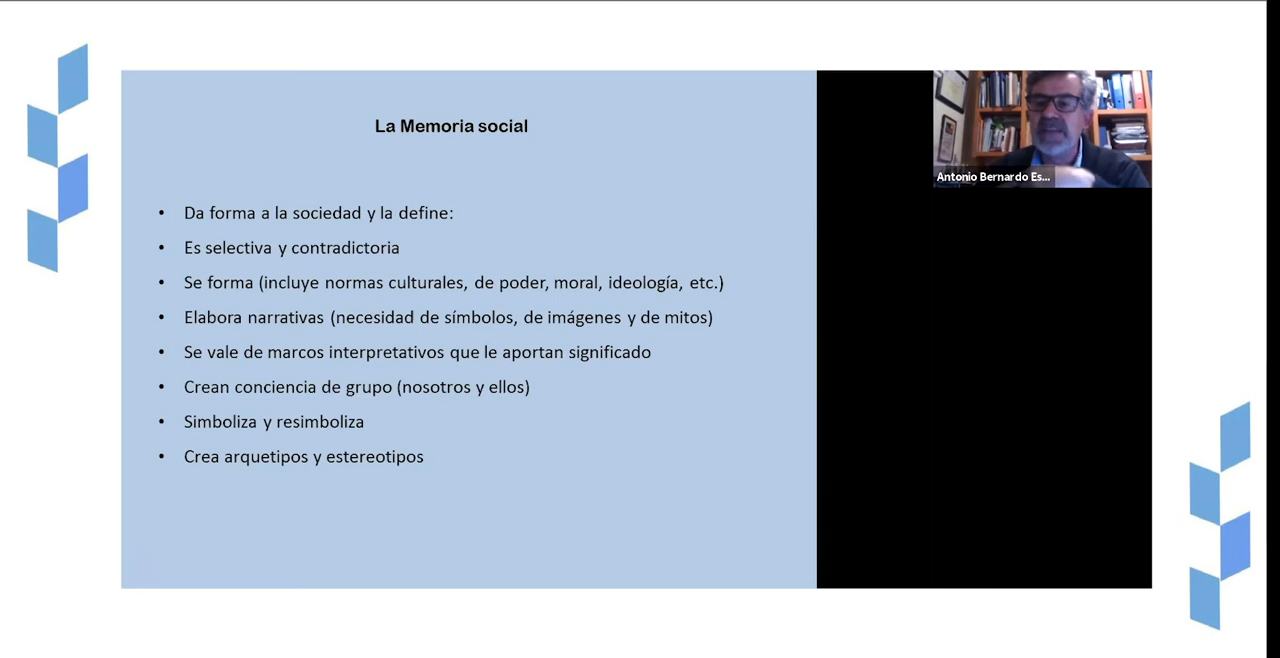 La Memoria social
• Da forma a la sociedad y la define:
• Es selectiva y contradictoria
• Se forma (incluye normas culturales, de poder, moral, ideología, etc.)
• Elabora narrativas (necesidad de símbolos, de imágenes y de mitos)
• Se vale de marcos interpretativos que le aportan significado
• Crean conciencia de grupo (nosotros y ellos)
• Simboliza y resimboliza
• Crea arquetipos y estereotipos
Antonio Bernardo Es...